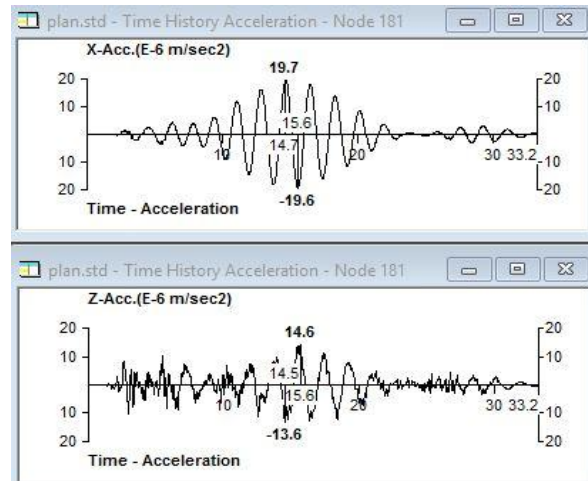 plan.std - Time History Acceleration - Node 181
X-Acc.(E-6 m/sec2)
19.7
20 20
10 10
15.6
14.7
10 20 30 33.2
10 10
20 20
-19.6
Time - Acceleration
plan.std - Time History Acceleration - Node 181
Z-Acc.(E-6 m/sec2)
14.6
20 20
10 10
14.5
15.6
10 20 30 33.2
10 10
20 20
-13.6
Time - Acceleration